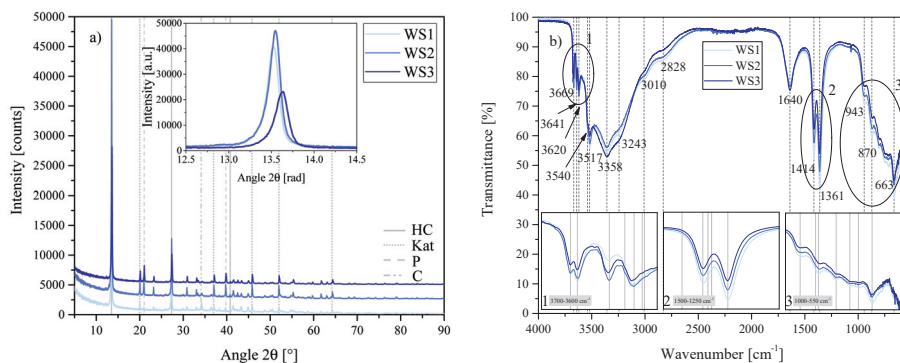 a)
50000
45000
40000
35000
30000
25000
20000
15000
10000
5000
0
Intensity [counts]
10 20 30 40 50 60 70 80 90
Angle 2θ [°]
50000
40000
30000
20000
10000
0
Intensity [a.u.]
12.5 13.0 13.5 14.0 14.5
Angle 2θ [rad]
WS1
WS2
WS3
HC
Kat
P
C
b)
100
90
80
70
60
50
40
30
20
10
0
Transmittance [%]
WS1
WS2
WS3
1
2
3
3669
3641
3620
3540
3517
3358
3243
3010
2828
1640
1414
1361
943
870
663
1 3700-3600 cm⁻¹
2 1500-1250 cm⁻¹
3 1000-550 cm⁻¹
4000 3500 3000 2500 2000 1500 1000
Wavenumber [cm⁻¹]